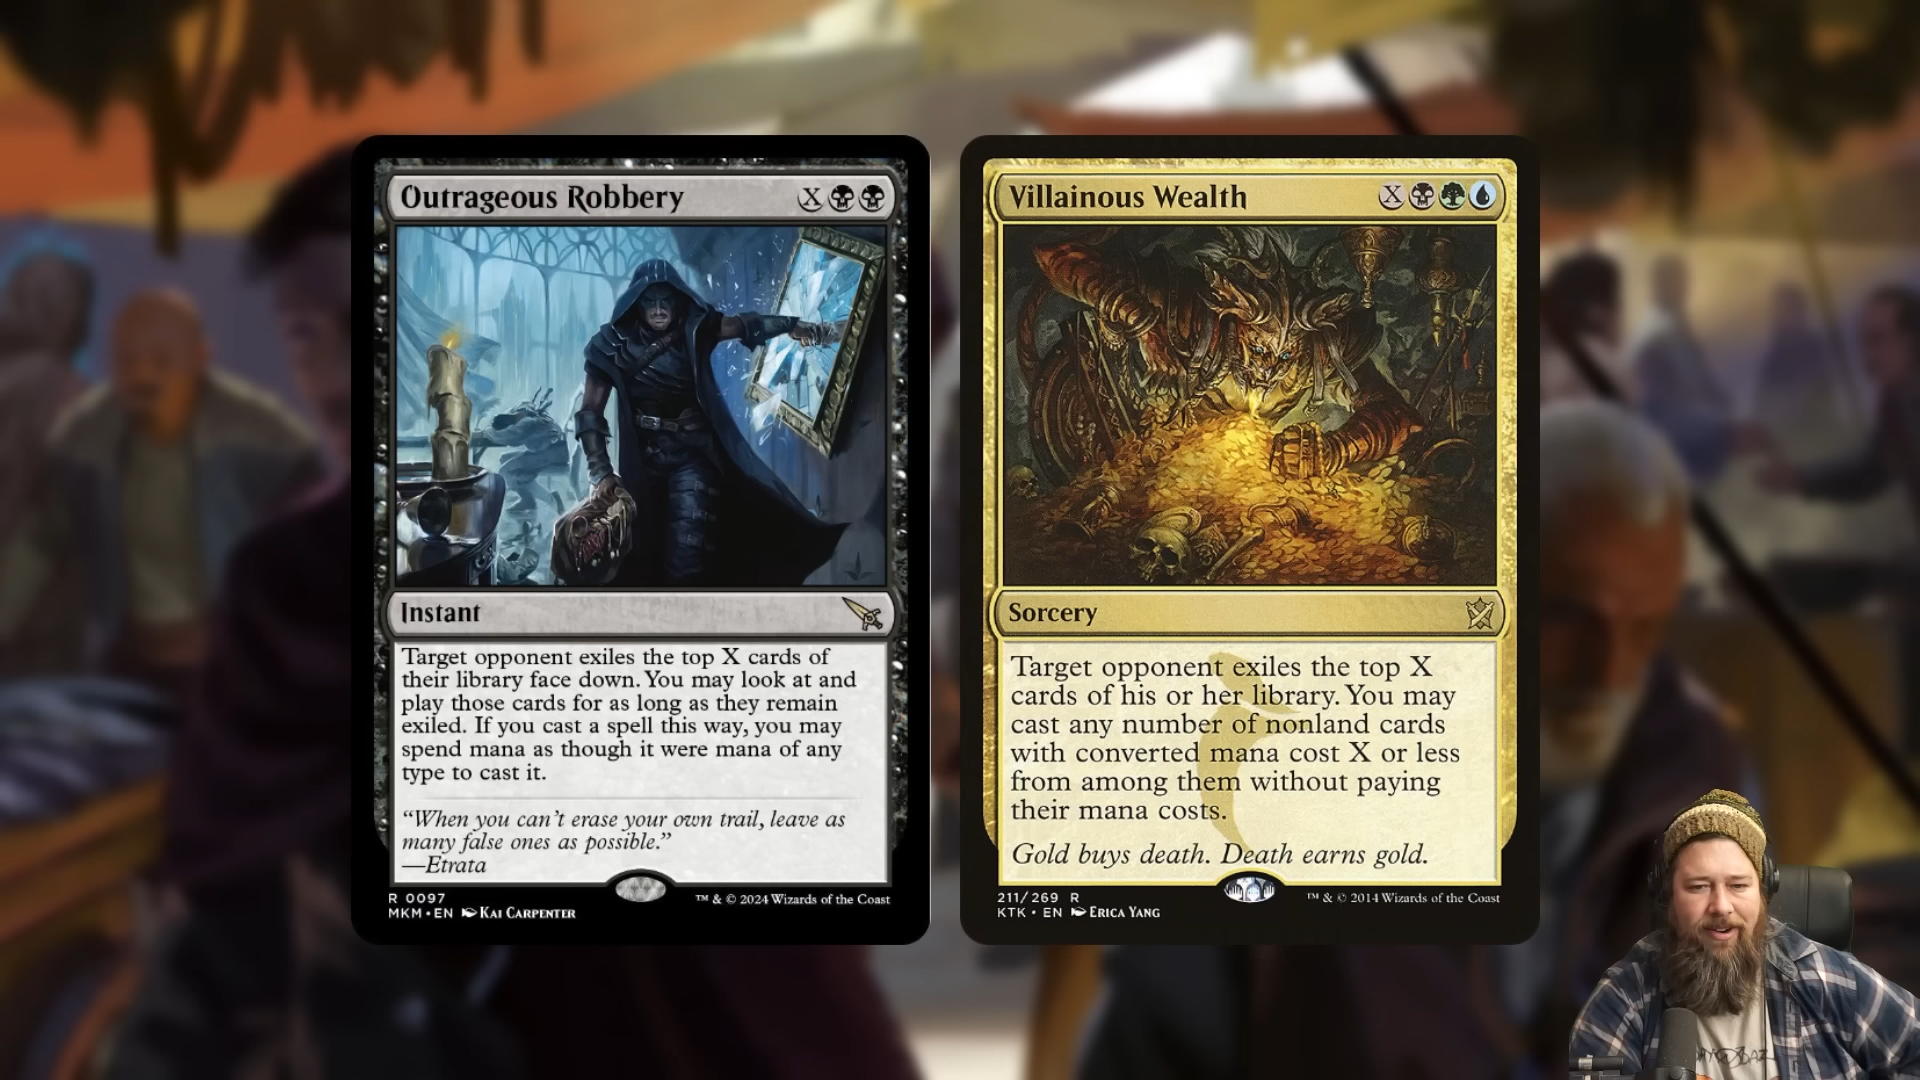 Outrageous Robbery X
Instant
Target opponent exiles the top X cards of
their library face down. You may look at and
play those cards for as long as they remain
exiled. If you cast a spell this way, you may
spend mana as though it were mana of any
type to cast it.
“When you can’t erase your own trail, leave as
many false ones as possible.”
—Etrata
R 0097
MKM • EN KAI CARPENTER
™ & © 2024 Wizards of the Coast
Villainous Wealth X
Sorcery
Target opponent exiles the top X
cards of his or her library. You may
cast any number of nonland cards
with converted mana cost X or less
from among them without paying
their mana costs.
Gold buys death. Death earns gold.
211/269 R
KTK • EN ERICA YANG
™ & © 2014 Wizards of the Coast